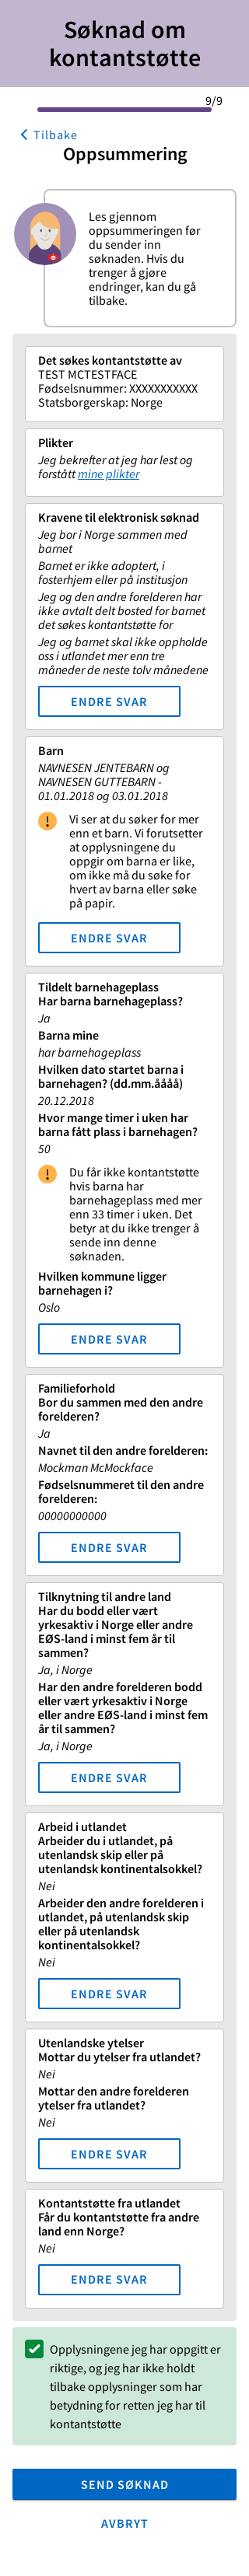 Søknad om
kontantstøtte
9/9
Tilbake
Oppsummering
Les gjennom
oppsummeringen før
du sender inn
søknaden. Hvis du
trenger å gjøre
endringer, kan du gå
tilbake.
Det søkes kontantstøtte av
TEST MCTESTFACE
Fødselsnummer: XXXXXXXXXXX
Statsborgerskap: Norge
Plikter
Jeg bekrefter at jeg har lest og
forstått mine plikter
Kravene til elektronisk søknad
Jeg bor i Norge sammen med
barnet
Barnet er ikke adoptert, i
fosterhjem eller på institusjon
Jeg og den andre forelderen har
ikke avtalt delt bosted for barnet
det søkes kontantstøtte for
Jeg og barnet skal ikke oppholde
oss i utlandet mer enn tre
måneder de neste tolv månedene
ENDRE SVAR
Barn
NAVNESEN JENTEBARN og
NAVNESEN GUTTEBARN -
01.01.2018 og 03.01.2018
Vi ser at du søker for mer
enn et barn. Vi forutsetter
at opplysningene du
oppgir om barna er like,
om ikke må du søke for
hvert av barna eller søke
på papir.
ENDRE SVAR
Tildelt barnehageplass
Har barna barnehageplass?
Ja
Barna mine
har barnehageplass
Hvilken dato startet barna i
barnehagen? (dd.mm.åååå)
20.12.2018
Hvor mange timer i uken har
barna fått plass i barnehagen?
50
Du får ikke kontantstøtte
hvis barna har
barnehageplass med mer
enn 33 timer i uken. Det
betyr at du ikke trenger å
sende inn denne
søknaden.
Hvilken kommune ligger
barnehagen i?
Oslo
ENDRE SVAR
Familieforhold
Bor du sammen med den andre
forelderen?
Ja
Navnet til den andre forelderen:
Mockman McMockface
Fødselsnummeret til den andre
forelderen:
00000000000
ENDRE SVAR
Tilknytning til andre land
Har du bodd eller vært
yrkesaktiv i Norge eller andre
EØS-land i minst fem år til
sammen?
Ja, i Norge
Har den andre forelderen bodd
eller vært yrkesaktiv i Norge
eller andre EØS-land i minst fem
år til sammen?
Ja, i Norge
ENDRE SVAR
Arbeid i utlandet
Arbeider du i utlandet, på
utenlandsk skip eller på
utenlandsk kontinentalsokkel?
Nei
Arbeider den andre forelderen i
utlandet, på utenlandsk skip
eller på utenlandsk
kontinentalsokkel?
Nei
ENDRE SVAR
Utenlandske ytelser
Mottar du ytelser fra utlandet?
Nei
Mottar den andre forelderen
ytelser fra utlandet?
Nei
ENDRE SVAR
Kontantstøtte fra utlandet
Får du kontantstøtte fra andre
land enn Norge?
Nei
ENDRE SVAR
Opplysningene jeg har oppgitt er
riktige, og jeg har ikke holdt
tilbake opplysninger som har
betydning for retten jeg har til
kontantstøtte
SEND SØKNAD
AVBRYT